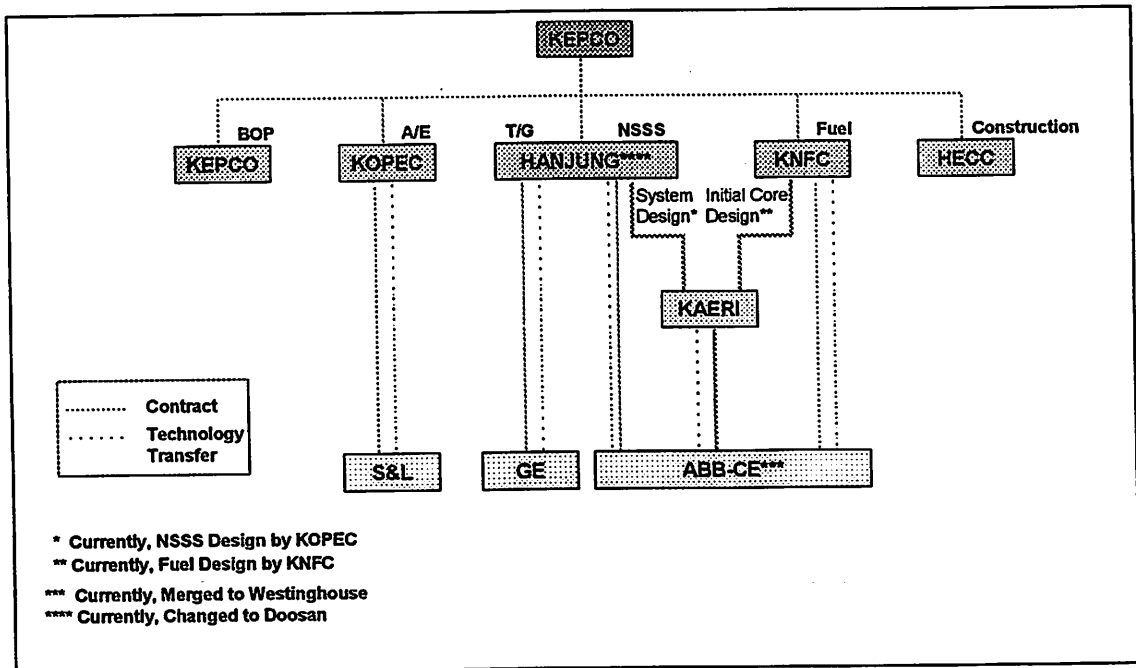 KEPCO
BOP
A/E
T/G
NSSS
Fuel
Construction
KEPCO
KOPEC
HANJUNG****
KNFC
HECC
System
Design*
Initial Core
Design**
KAERI
Contract
Technology
Transfer
S&L
GE
ABB-CE***
* Currently, NSSS Design by KOPEC
** Currently, Fuel Design by KNFC
*** Currently, Merged to Westinghouse
**** Currently, Changed to Doosan